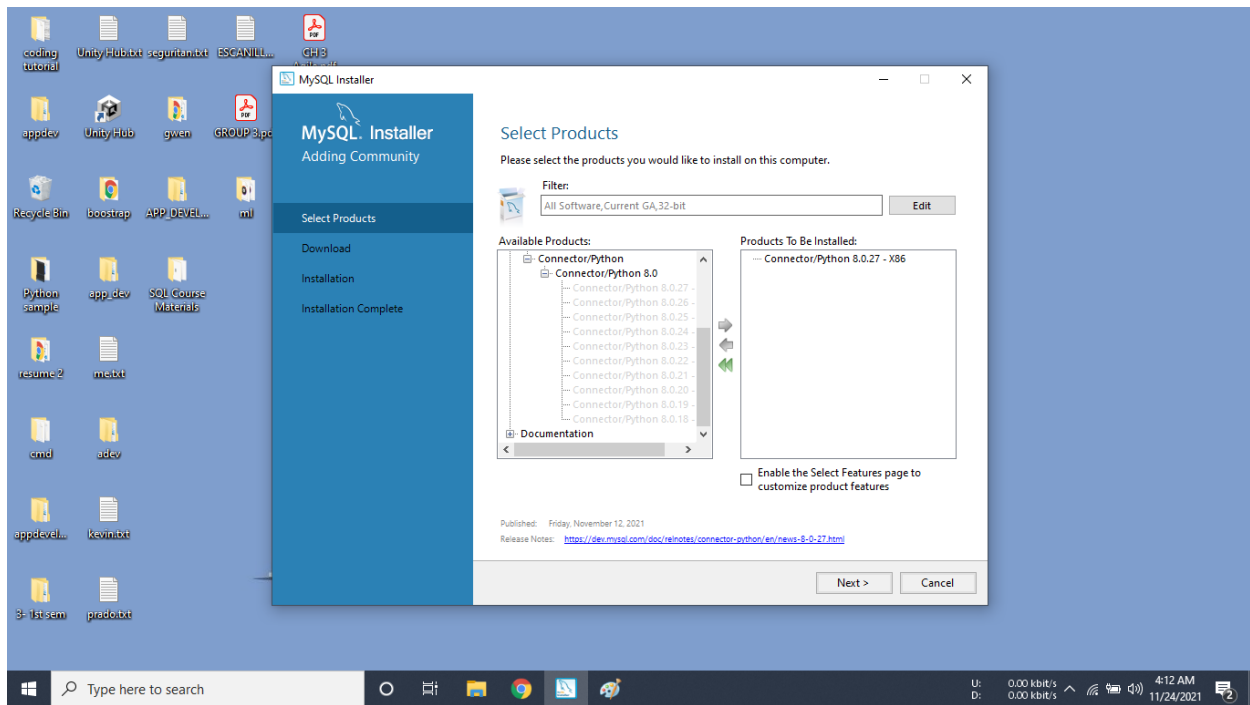 coding tutorial
Unity Hub.txt
seguritan.txt
ESCANILL...
CH 3
appdev
Unity Hub
gwen
GROUP 3.pd
Recycle Bin
boostrap
APP_DEVEL...
ml
Python sample
app_dev
SQL Course Materials
resume 2
me.txt
cmd
adev
appdevel...
kevin.txt
3- 1st sem
prado.txt
MySQL Installer
MySQL. Installer
Adding Community
Select Products
Download
Installation
Installation Complete
Select Products
Please select the products you would like to install on this computer.
Filter:
All Software,Current GA,32-bit
Edit
Available Products:
Connector/Python
Connector/Python 8.0
Connector/Python 8.0.27 -
Connector/Python 8.0.26 -
Connector/Python 8.0.25 -
Connector/Python 8.0.24 -
Connector/Python 8.0.23 -
Connector/Python 8.0.22 -
Connector/Python 8.0.21 -
Connector/Python 8.0.20 -
Connector/Python 8.0.19 -
Connector/Python 8.0.18 -
Documentation
Products To Be Installed:
Connector/Python 8.0.27 - X86
Enable the Select Features page to
customize product features
Published: Friday, November 12, 2021
Release Notes: https://dev.mysql.com/doc/relnotes/connector-python/en/news-8-0-27.html
Next >
Cancel
Type here to search
U: 0.00 kbit/s
D: 0.00 kbit/s
4:12 AM
11/24/2021
2